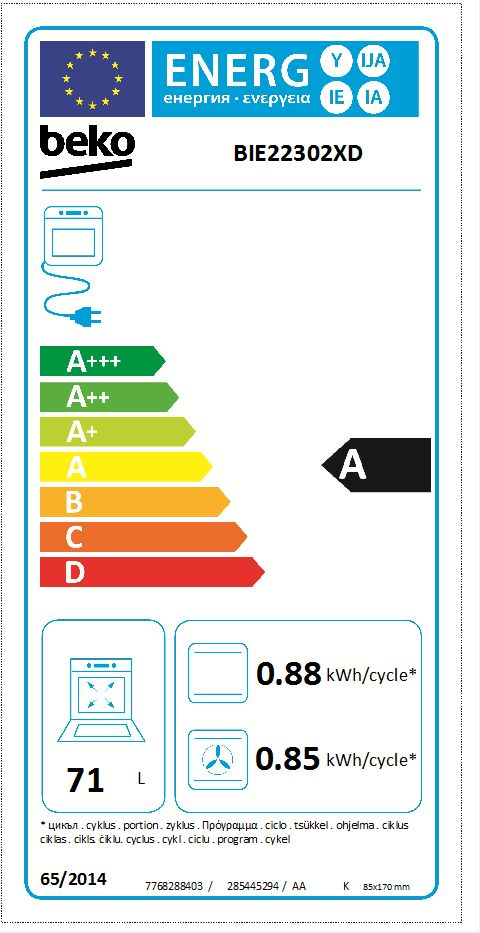 ENERG
Y IJA
енергия · ενεργεια
IE IA
beko
BIE22302XD
A+++
A++
A+
A
A
B
C
D
0.88 kWh/cycle*
0.85 kWh/cycle*
71 L
* цикъл . cyklus . portion . zyklus . Πρόγραμμα . ciclo . tsükkel . ohjelma . ciklus
ciklas . cikls. ċiklu. cyclus . cykl . ciclu . program . cykel
65/2014
7768288403 / 285445294 / AA K 85x170 mm